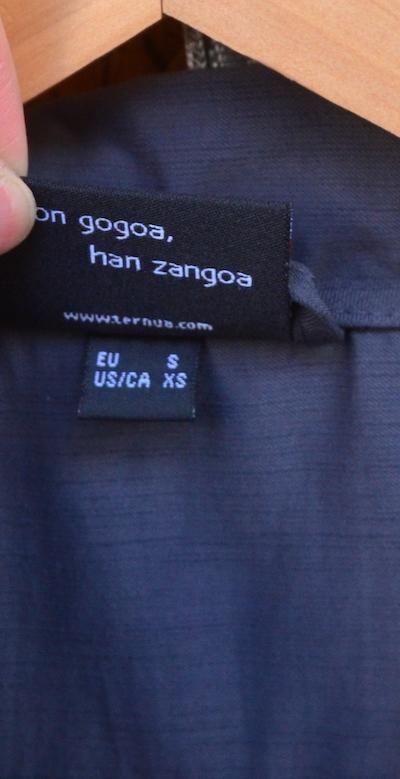 on gogoa,
han zangoa
www.ternua.com
EU S
US/CA XS